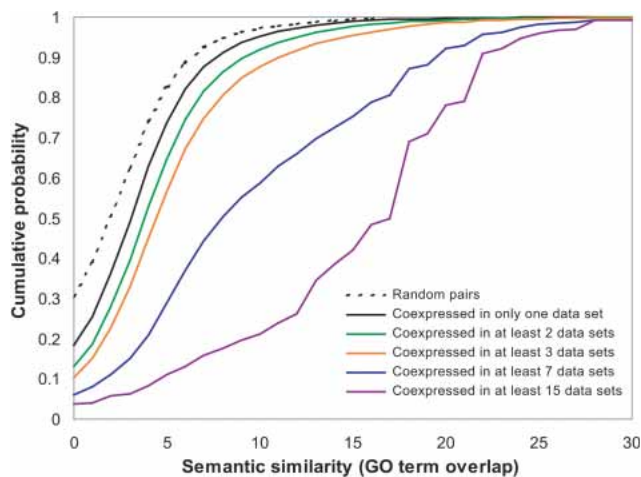 1
0.9
0.8
0.7
0.6
0.5
0.4
0.3
0.2
0.1
0
Cumulative probability
Random pairs
Coexpressed in only one data set
Coexpressed in at least 2 data sets
Coexpressed in at least 3 data sets
Coexpressed in at least 7 data sets
Coexpressed in at least 15 data sets
0 5 10 15 20 25 30
Semantic similarity (GO term overlap)